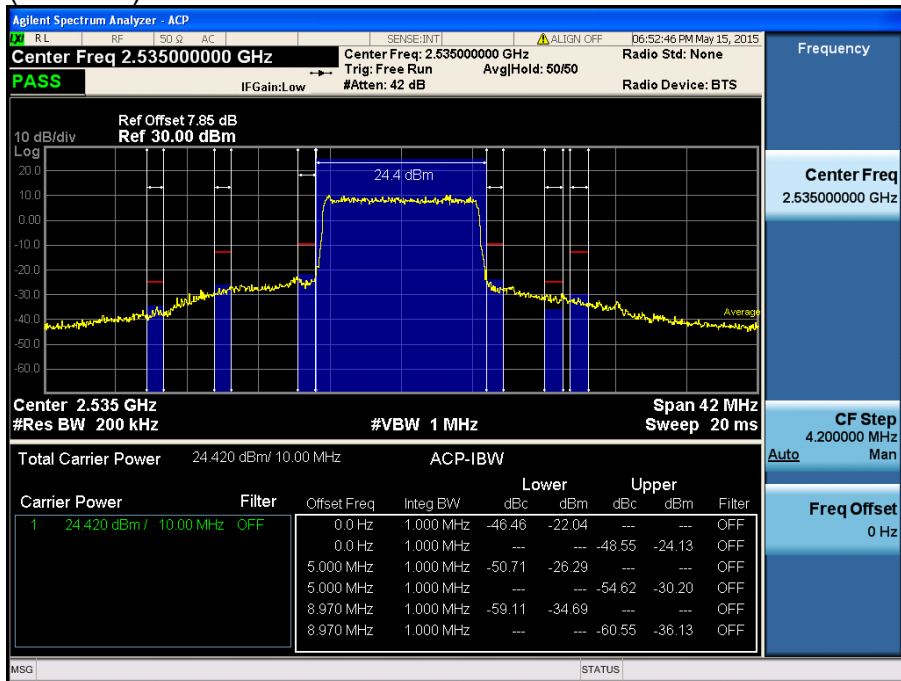 Agilent Spectrum Analyzer - ACP
LXI RL RF 50 Ω AC SENSE:INT ALIGN OFF 06:52:46 PM May 15, 2015
Center Freq 2.535000000 GHz Center Freq: 2.535000000 GHz Radio Std: None
Trig: Free Run Avg|Hold: 50/50
PASS IFGain:Low #Atten: 42 dB Radio Device: BTS
Ref Offset 7.85 dB
10 dB/div Ref 30.00 dBm
Log
20.0
24.4 dBm
10.0
0.00
-10.0
-20.0
-30.0
-40.0
Average
-50.0
-60.0
Center 2.535 GHz Span 42 MHz
#Res BW 200 kHz #VBW 1 MHz Sweep 20 ms
Total Carrier Power 24.420 dBm/ 10.00 MHz ACP-IBW
Lower Upper
Carrier Power Filter Offset Freq Integ BW dBc dBm dBc dBm Filter
1 24.420 dBm / 10.00 MHz OFF 0.0 Hz 1.000 MHz -46.46 -22.04 --- --- OFF
0.0 Hz 1.000 MHz --- --- -48.55 -24.13 OFF
5.000 MHz 1.000 MHz -50.71 -26.29 --- --- OFF
5.000 MHz 1.000 MHz --- --- -54.62 -30.20 OFF
8.970 MHz 1.000 MHz -59.11 -34.69 --- --- OFF
8.970 MHz 1.000 MHz --- --- -60.55 -36.13 OFF
Frequency
Center Freq
2.535000000 GHz
CF Step
4.200000 MHz
Auto Man
Freq Offset
0 Hz
MSG STATUS